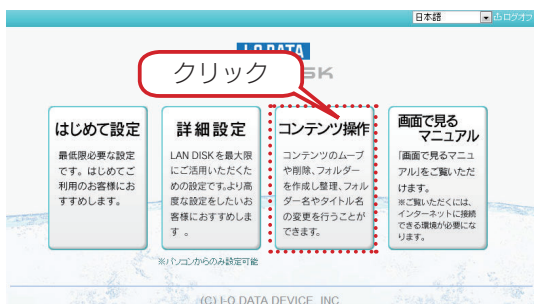 日本語
ログオフ
I-O DATA
クリック
SK
はじめて設定
最低限必要な設定
です。はじめてご
利用のお客様にお
すすめします。
詳細設定
LAN DISKを最大限
にご活用いただくた
めの設定です。より高
度な設定をしたいお
客様におすすめしま
す 。
※パソコンからのみ設定可能
コンテンツ操作
コンテンツのムーブ
や削除、フォルダー
を作成し整理、フォル
ダー名やタイトル名
の変更を行うことが
できます。
画面で見る
マニュアル
「画面で見るマニュ
アル」をご覧いただ
けます。
※ご覧いただくには、
インターネットに接続
できる環境が必要にな
ります。
(C) I-O DATA DEVICE, INC.